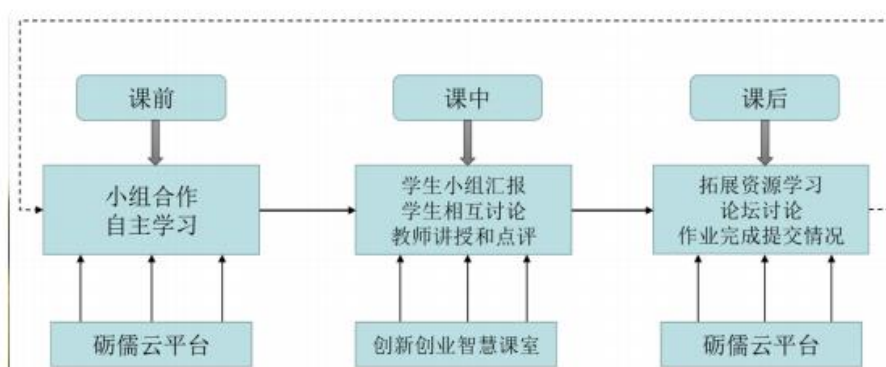 课前
课中
课后
小组合作
自主学习
学生小组汇报
学生相互讨论
教师讲授和点评
拓展资源学习
论坛讨论
作业完成提交情况
砺儒云平台
创新创业智慧课室
砺儒云平台